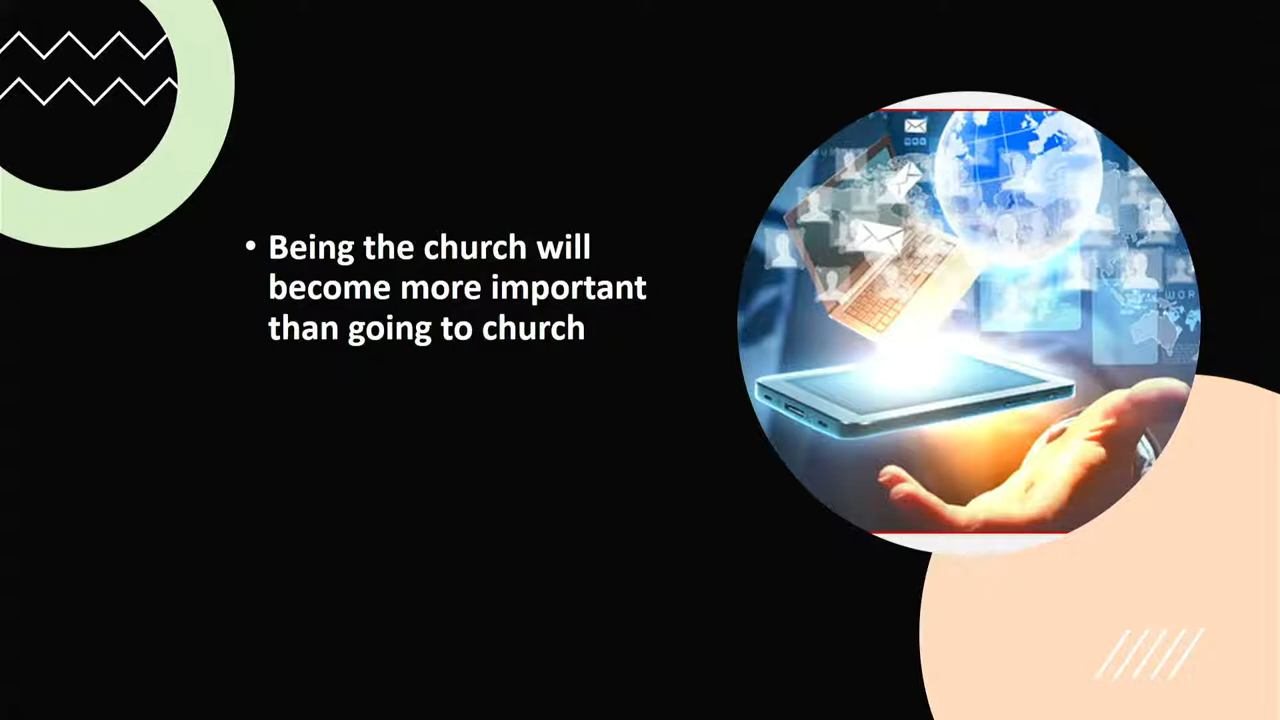 • Being the church will
become more important
than going to church